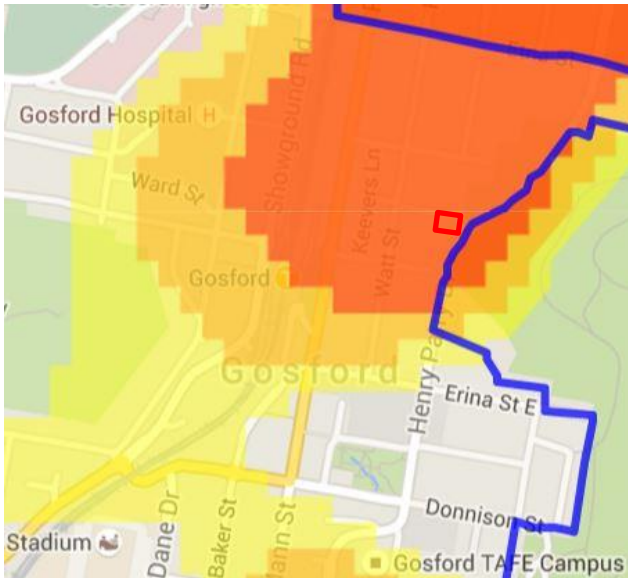 Gosford Hospital H
Showground Rd
Ward St
Keevers Ln
Watt St
Gosford
Gosford
Henry Parry
Erina St E
Donnison St
Mann St
Baker St
Dane Dr
Stadium
Gosford TAFE Campus